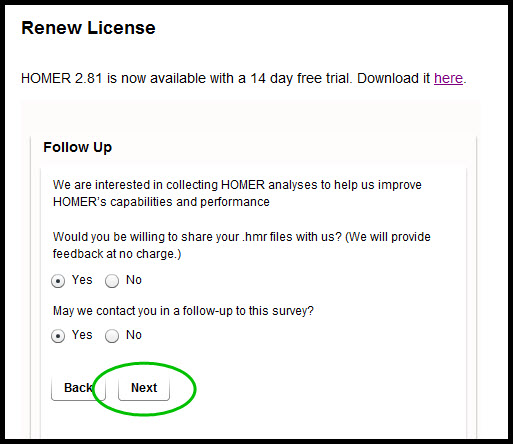 Renew License
HOMER 2.81 is now available with a 14 day free trial. Download it here.
Follow Up
We are interested in collecting HOMER analyses to help us improve
HOMER's capabilities and performance
Would you be willing to share your .hmr files with us? (We will provide
feedback at no charge.)
Yes No
May we contact you in a follow-up to this survey?
Yes No
Back Next